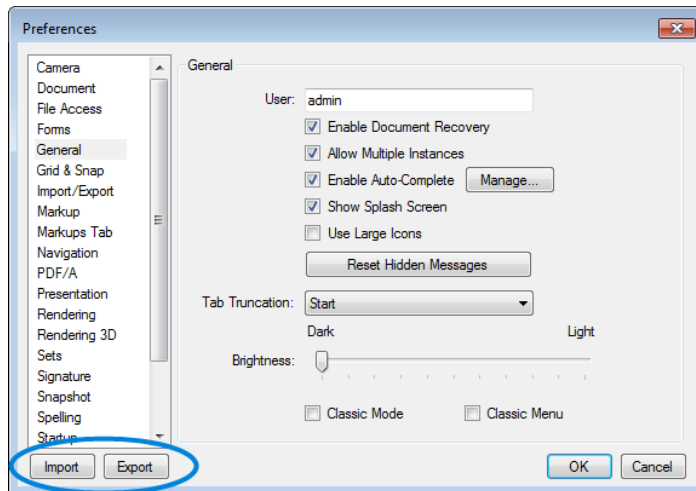 Preferences
Camera
Document
File Access
Forms
General
Grid & Snap
Import/Export
Markup
Markups Tab
Navigation
PDF/A
Presentation
Rendering
Rendering 3D
Sets
Signature
Snapshot
Spelling
Startup
Import Export
General
User: admin
Enable Document Recovery
Allow Multiple Instances
Enable Auto-Complete Manage...
Show Splash Screen
Use Large Icons
Reset Hidden Messages
Tab Truncation: Start
Dark Light
Brightness:
Classic Mode Classic Menu
OK Cancel